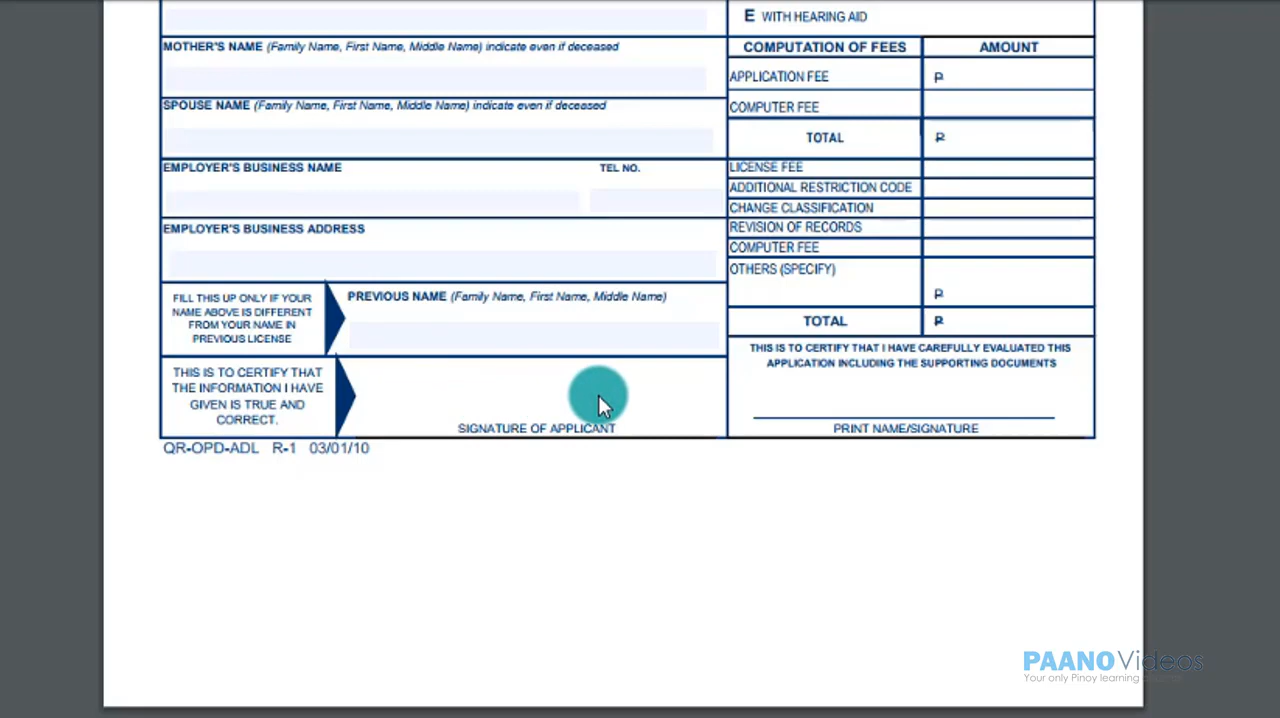 E WITH HEARING AID
MOTHER'S NAME (Family Name, First Name, Middle Name) indicate even if deceased
COMPUTATION OF FEES AMOUNT
APPLICATION FEE ₱
SPOUSE NAME (Family Name, First Name, Middle Name) indicate even if deceased
COMPUTER FEE
TOTAL ₱
EMPLOYER'S BUSINESS NAME TEL NO.
LICENSE FEE
ADDITIONAL RESTRICTION CODE
CHANGE CLASSIFICATION
EMPLOYER'S BUSINESS ADDRESS
REVISION OF RECORDS
COMPUTER FEE
OTHERS (SPECIFY)
₱
FILL THIS UP ONLY IF YOUR
NAME ABOVE IS DIFFERENT
FROM YOUR NAME IN
PREVIOUS LICENSE
PREVIOUS NAME (Family Name, First Name, Middle Name)
TOTAL ₱
THIS IS TO CERTIFY THAT I HAVE CAREFULLY EVALUATED THIS
APPLICATION INCLUDING THE SUPPORTING DOCUMENTS
THIS IS TO CERTIFY THAT
THE INFORMATION I HAVE
GIVEN IS TRUE AND
CORRECT.
SIGNATURE OF APPLICANT
PRINT NAME/SIGNATURE
QR-OPD-ADL R-1 03/01/10
PAANO Videos
Your only Pinoy learning